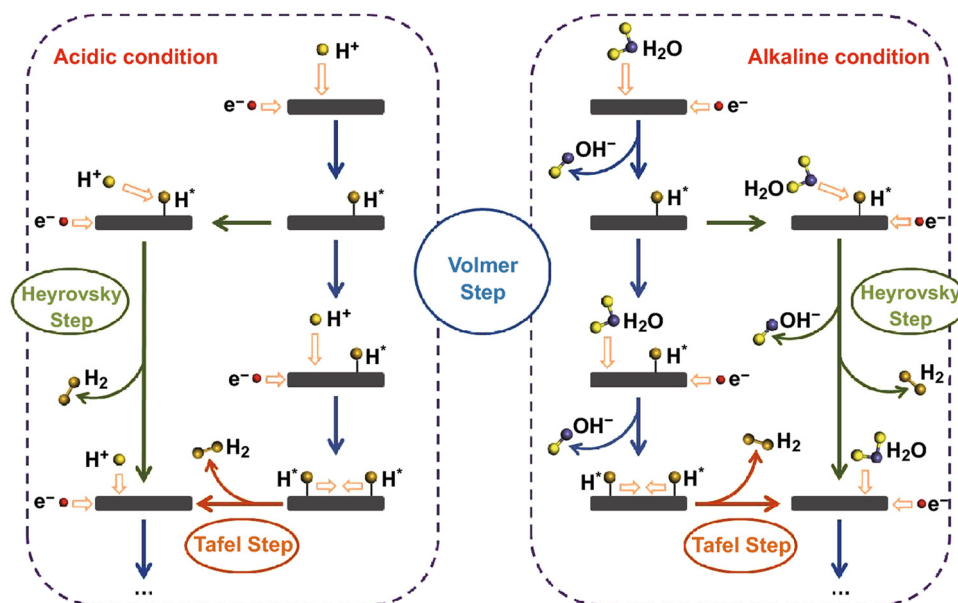 Acidic condition
H⁺
e⁻
H⁺
H*
e⁻
H*
Heyrovsky
Step
H⁺
H*
e⁻
H₂
H⁺
H₂
e⁻
H*
H*
Tafel Step
...
Volmer
Step
H₂O
Alkaline condition
e⁻
OH⁻
H*
H₂O
H*
e⁻
H₂O
Heyrovsky
Step
H*
OH⁻
e⁻
H₂
OH⁻
H₂
H₂O
H*
H*
e⁻
Tafel Step
...